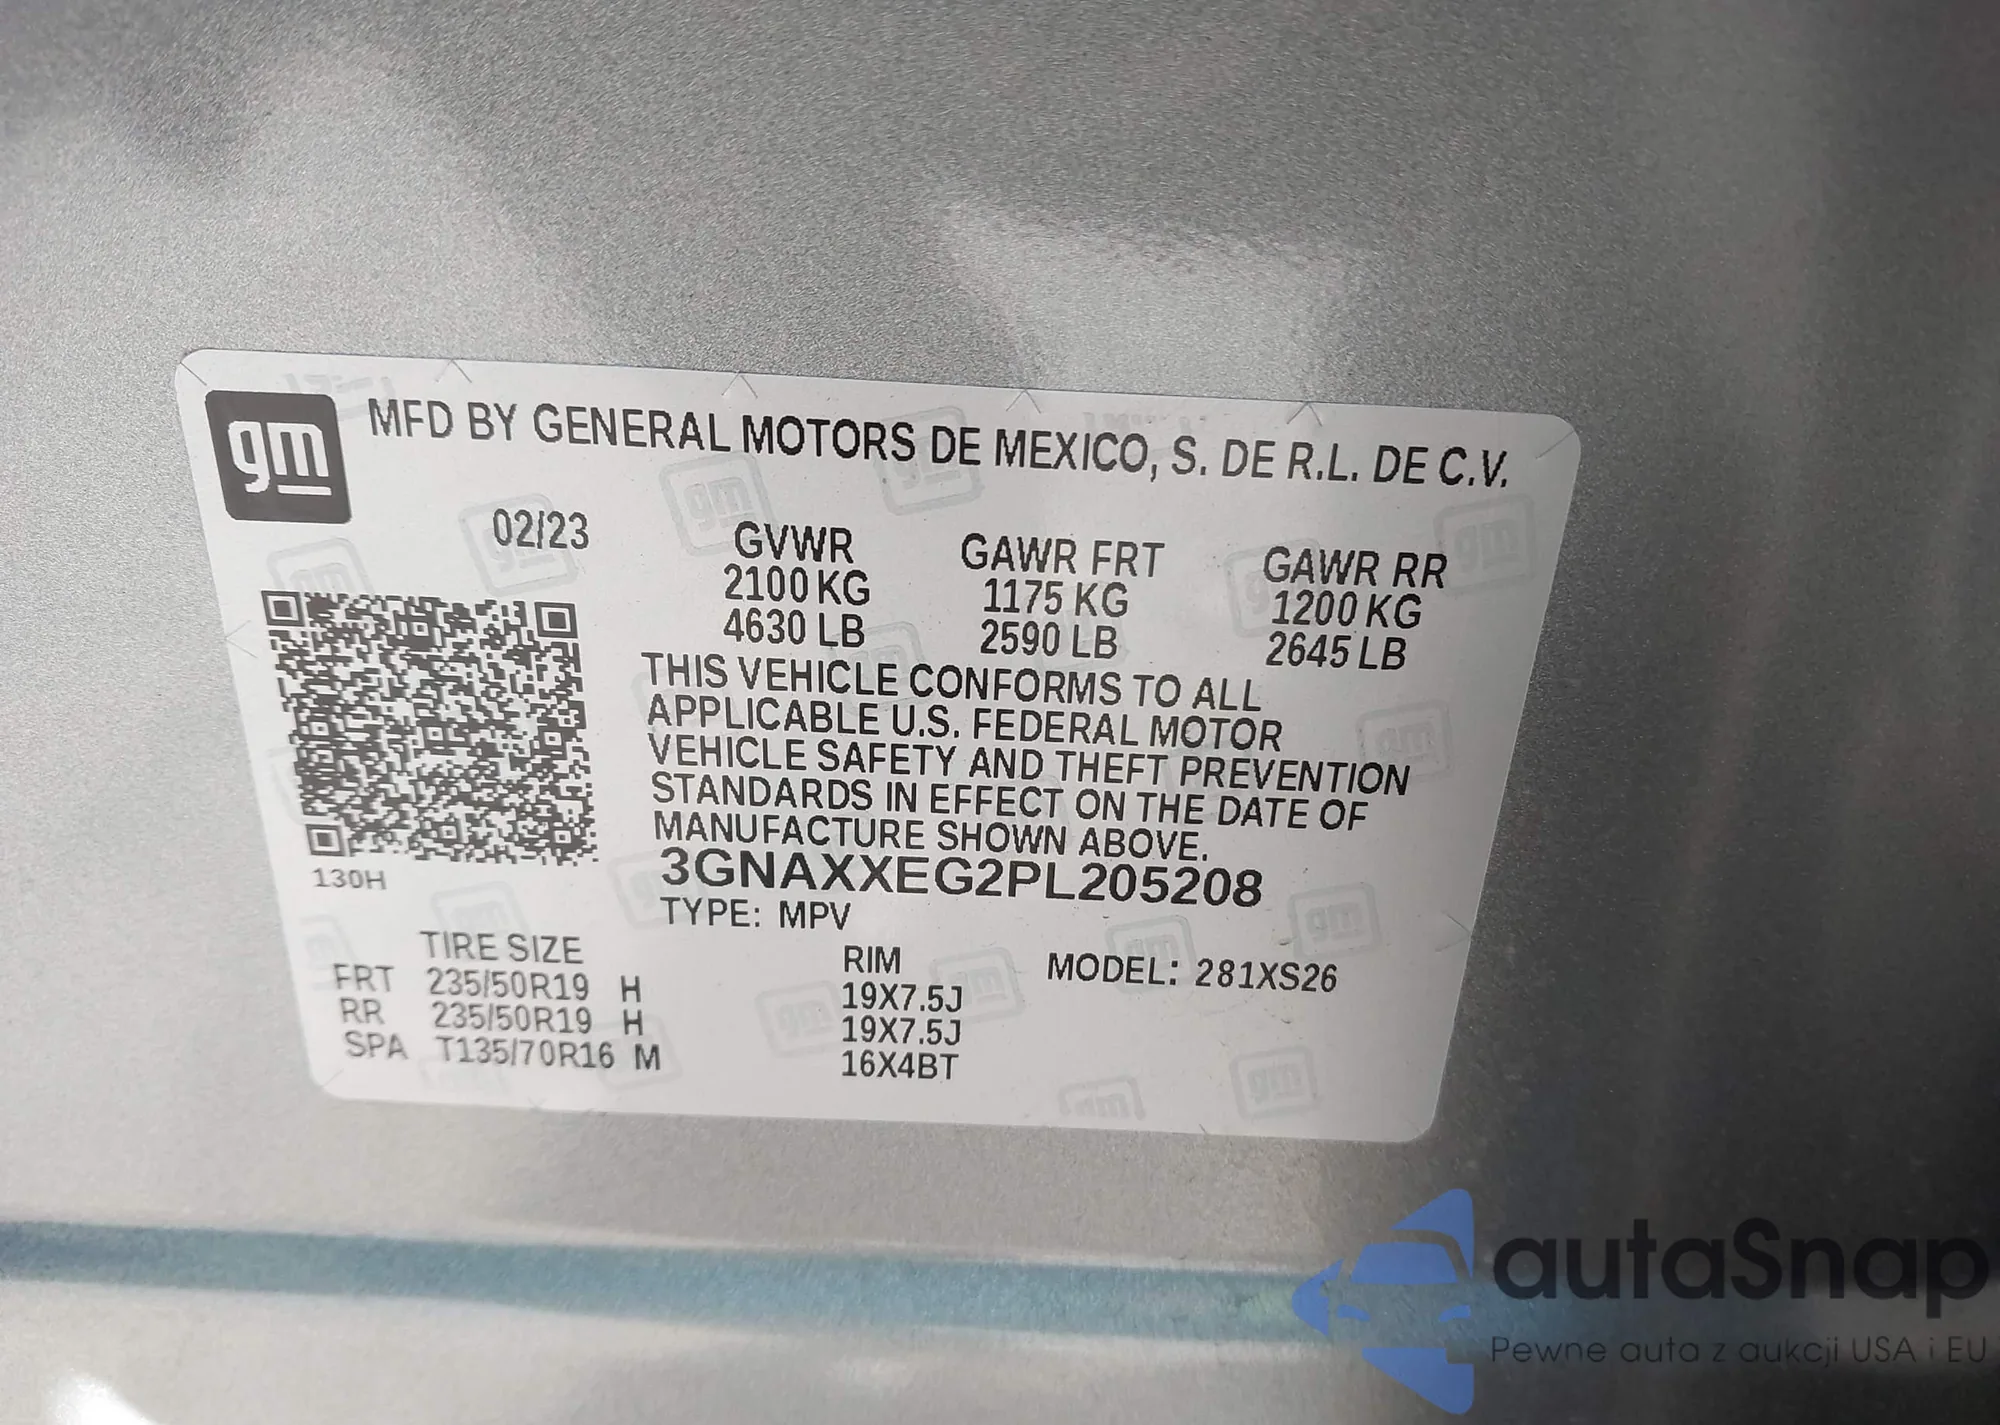 gm MFD BY GENERAL MOTORS DE MEXICO, S. DE R.L. DE C.V.
02/23 GVWR GAWR FRT GAWR RR
2100 KG 1175 KG 1200 KG
4630 LB 2590 LB 2645 LB
THIS VEHICLE CONFORMS TO ALL
APPLICABLE U.S. FEDERAL MOTOR
VEHICLE SAFETY AND THEFT PREVENTION
STANDARDS IN EFFECT ON THE DATE OF
MANUFACTURE SHOWN ABOVE.
130H 3GNAXXEG2PL205208
TYPE: MPV
TIRE SIZE RIM MODEL: 281XS26
FRT 235/50R19 H 19X7.5J
RR 235/50R19 H 19X7.5J
SPA T135/70R16 M 16X4BT
autaSnap
Pewne auta z aukcji USA i EU